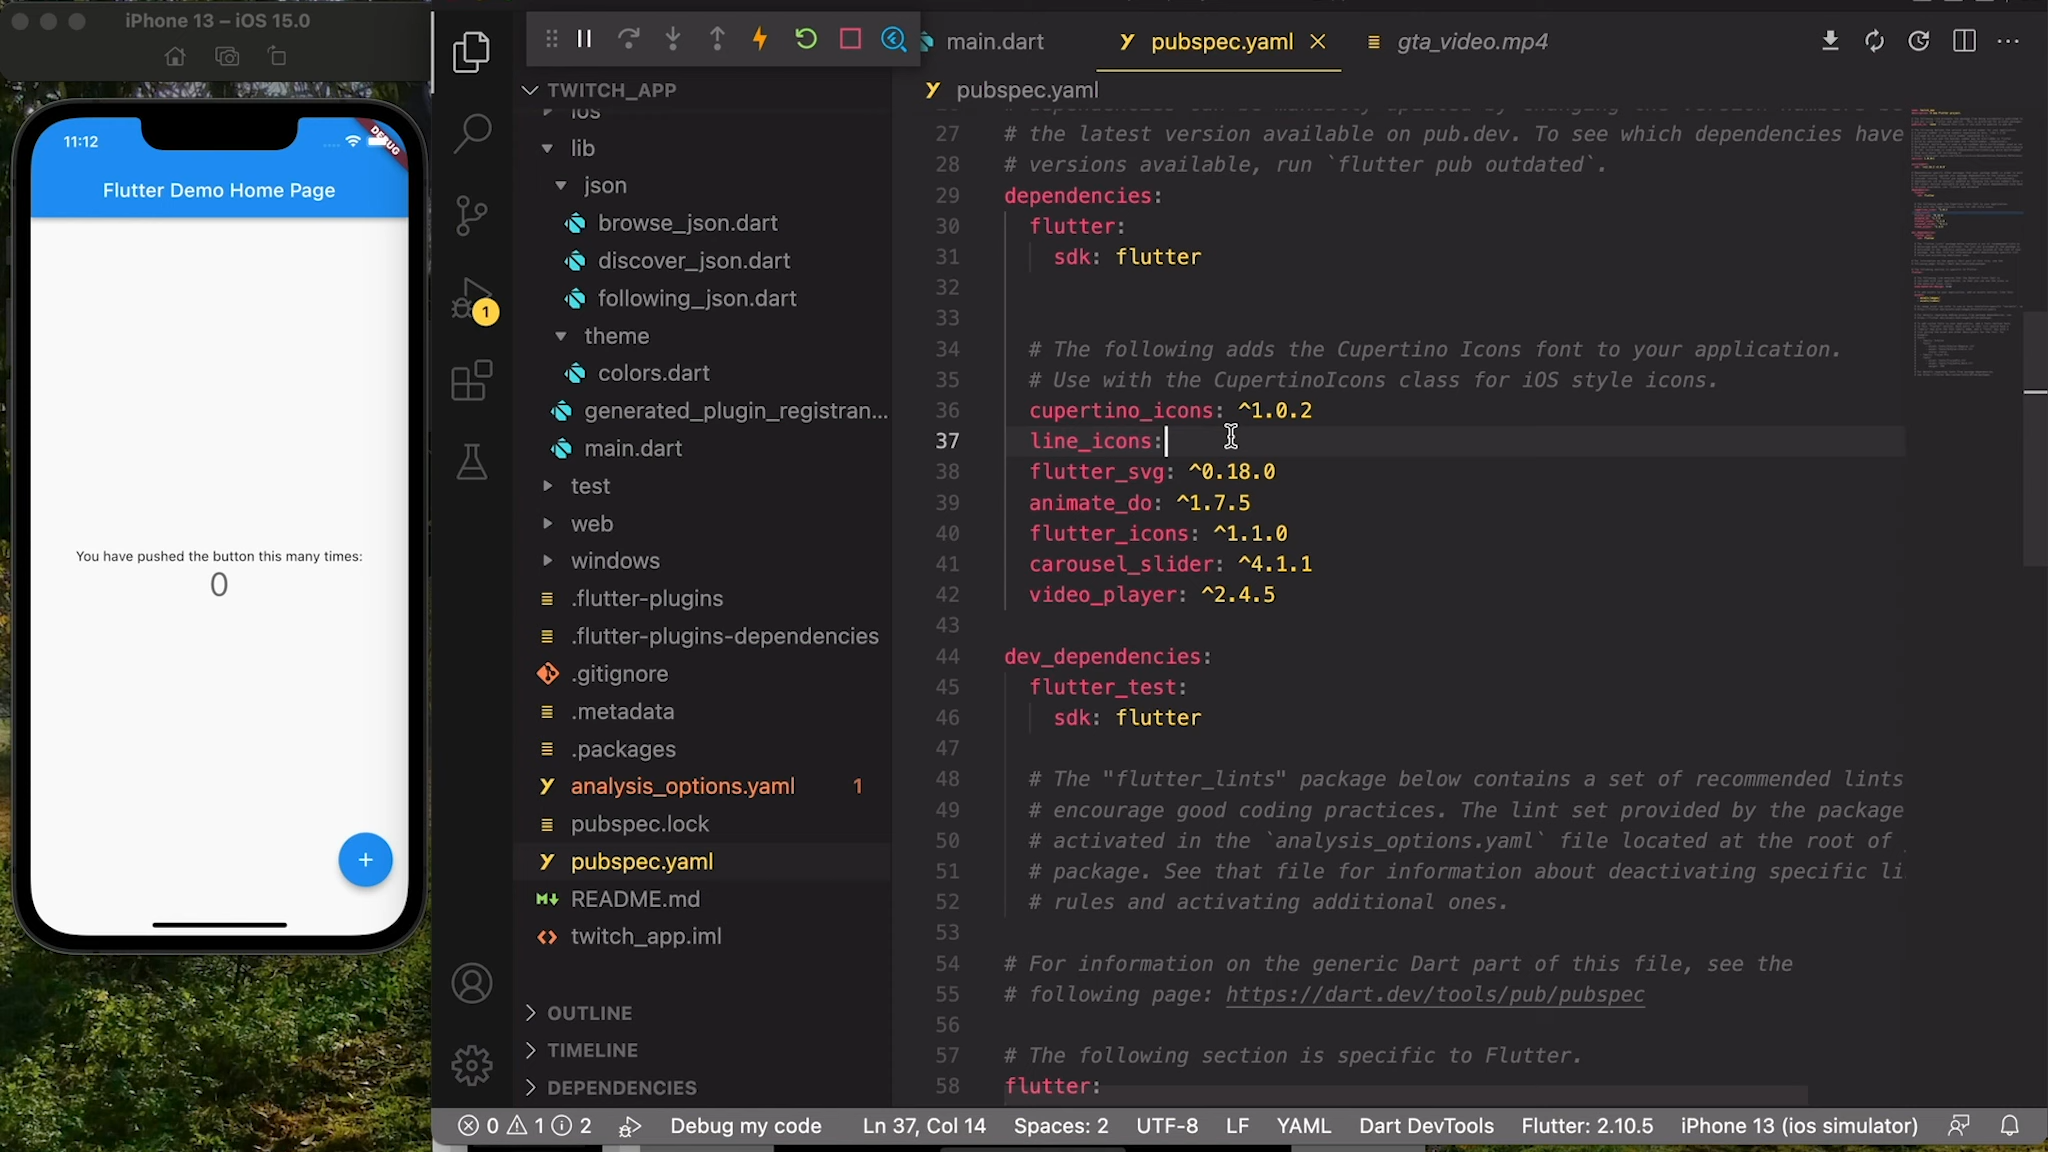 iPhone 13 – iOS 15.0
11:12
DEBUG
Flutter Demo Home Page
You have pushed the button this many times:
0
+
1
TWITCH_APP
ios
lib
json
browse_json.dart
discover_json.dart
following_json.dart
theme
colors.dart
generated_plugin_registran...
main.dart
test
web
windows
.flutter-plugins
.flutter-plugins-dependencies
.gitignore
.metadata
.packages
analysis_options.yaml 1
pubspec.lock
pubspec.yaml
README.md
twitch_app.iml
OUTLINE
TIMELINE
DEPENDENCIES
main.dart
pubspec.yaml
gta_video.mp4
pubspec.yaml
# dependencies can be manually updated by changing the version numbers
27 # the latest version available on pub.dev. To see which dependencies have
28 # versions available, run `flutter pub outdated`.
29 dependencies:
30 flutter:
31 sdk: flutter
32
33
34 # The following adds the Cupertino Icons font to your application.
35 # Use with the CupertinoIcons class for iOS style icons.
36 cupertino_icons: ^1.0.2
37 line_icons:
38 flutter_svg: ^0.18.0
39 animate_do: ^1.7.5
40 flutter_icons: ^1.1.0
41 carousel_slider: ^4.1.1
42 video_player: ^2.4.5
43
44 dev_dependencies:
45 flutter_test:
46 sdk: flutter
47
48 # The "flutter_lints" package below contains a set of recommended lints
49 # encourage good coding practices. The lint set provided by the package
50 # activated in the `analysis_options.yaml` file located at the root of
51 # package. See that file for information about deactivating specific li
52 # rules and activating additional ones.
53
54 # For information on the generic Dart part of this file, see the
55 # following page: https://dart.dev/tools/pub/pubspec
56
57 # The following section is specific to Flutter.
58 flutter:
0 1 2 Debug my code Ln 37, Col 14 Spaces: 2 UTF-8 LF YAML Dart DevTools Flutter: 2.10.5 iPhone 13 (ios simulator)